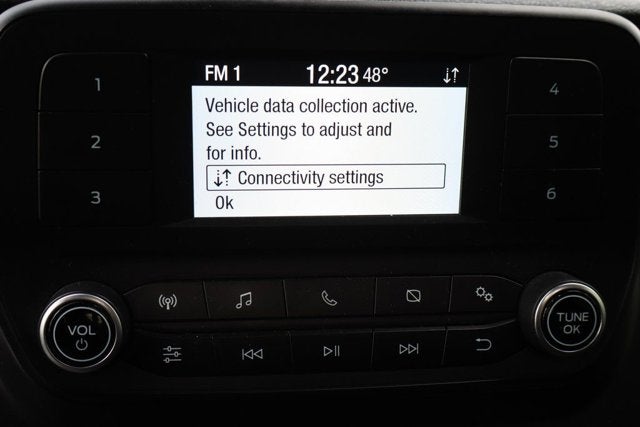 FM 1 12:23 48°
Vehicle data collection active.
See Settings to adjust and
for info.
Connectivity settings
Ok
1
2
3
4
5
6
VOL
TUNE
OK